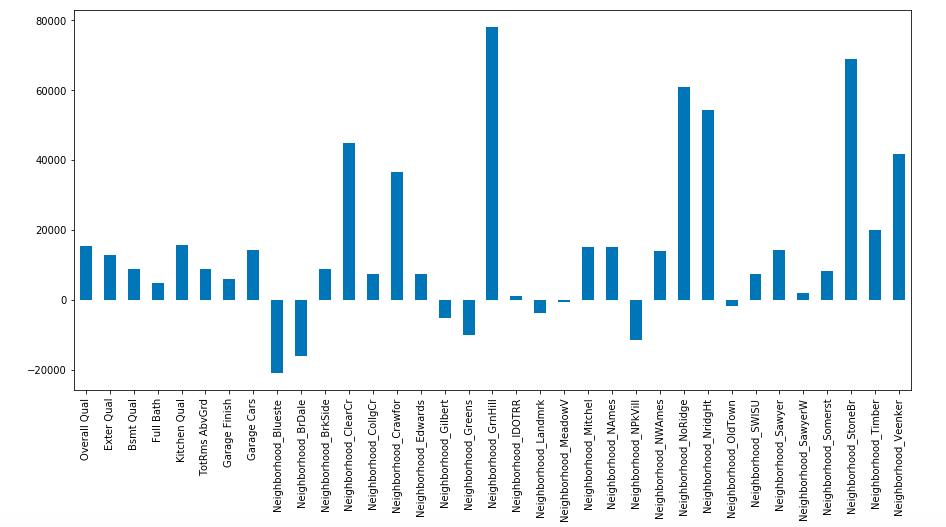 80000
60000
40000
20000
0
−20000
Overall Qual
Exter Qual
Bsmt Qual
Full Bath
Kitchen Qual
TotRms AbvGrd
Garage Finish
Garage Cars
Neighborhood_Blueste
Neighborhood_BrDale
Neighborhood_BrkSide
Neighborhood_ClearCr
Neighborhood_CollgCr
Neighborhood_Crawfor
Neighborhood_Edwards
Neighborhood_Gilbert
Neighborhood_Greens
Neighborhood_GrnHill
Neighborhood_IDOTRR
Neighborhood_Landmrk
Neighborhood_MeadowV
Neighborhood_Mitchel
Neighborhood_NAmes
Neighborhood_NPkVill
Neighborhood_NWAmes
Neighborhood_NoRidge
Neighborhood_NridgHt
Neighborhood_OldTown
Neighborhood_SWISU
Neighborhood_Sawyer
Neighborhood_SawyerW
Neighborhood_Somerst
Neighborhood_StoneBr
Neighborhood_Timber
Neighborhood_Veenker